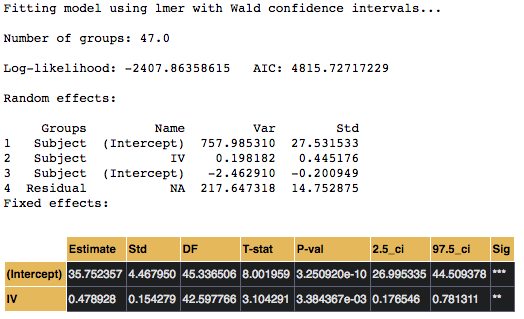 Fitting model using lmer with Wald confidence intervals...
Number of groups: 47.0
Log-likelihood: -2407.86358615   AIC: 4815.72717229
Random effects:
Groups Name Var Std
1 Subject (Intercept) 757.985310 27.531533
2 Subject IV 0.198182 0.445176
3 Subject (Intercept) -2.462910 -0.200949
4 Residual NA 217.647318 14.752875
Fixed effects:
Estimate Std DF T-stat P-val 2.5_ci 97.5_ci Sig
(Intercept) 35.752357 4.467950 45.336506 8.001959 3.250920e-10 26.995335 44.509378 ***
IV 0.478928 0.154279 42.597766 3.104291 3.384367e-03 0.176546 0.781311 **